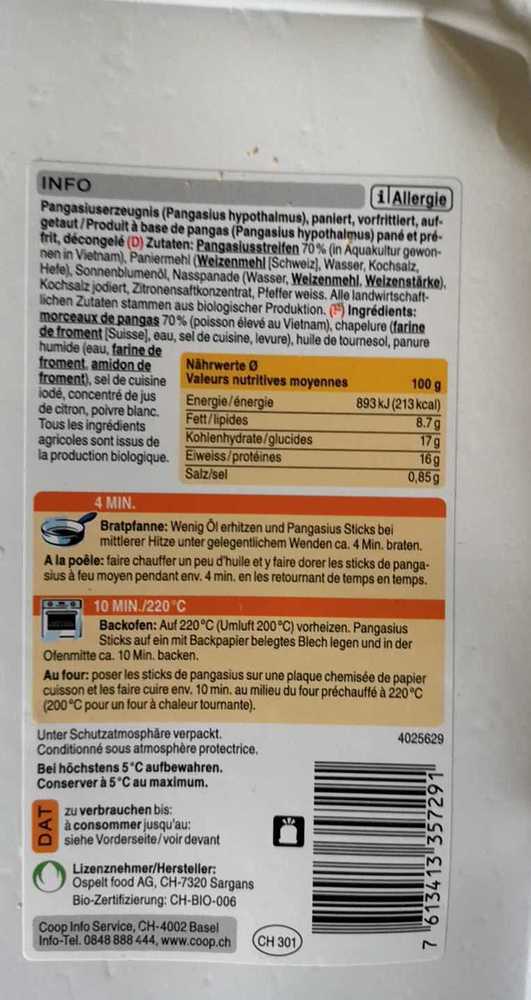 INFO
i Allergie
Pangasiuserzeugnis (Pangasius hypothalmus), paniert, vorfrittiert, auf-
getaut/Produit à base de pangas (Pangasius hypothalmus) pané et pré-
frit, décongelé (D) Zutaten: Pangasiusstreifen 70% (in Aquakultur gewon-
nen in Vietnam), Paniermehl (Weizenmehl [Schweiz], Wasser, Kochsalz,
Hefe), Sonnenblumenöl, Nasspanade (Wasser, Weizenmehl, Weizenstärke),
Kochsalz jodiert, Zitronensaftkonzentrat, Pfeffer weiss. Alle landwirtschaft-
lichen Zutaten stammen aus biologischer Produktion. (F) Ingrédients:
morceaux de pangas 70% (poisson élevé au Vietnam), chapelure (farine
de froment [Suisse], eau, sel de cuisine, levure), huile de tournesol, panure
humide (eau, farine de
froment, amidon de
froment), sel de cuisine
iodé, concentré de jus
de citron, poivre blanc.
Tous les ingrédients
agricoles sont issus de
la production biologique.
Nährwerte Ø
Valeurs nutritives moyennes 100 g
Energie/énergie 893 kJ (213 kcal)
Fett/lipides 8.7 g
Kohlenhydrate/glucides 17 g
Eiweiss/protéines 16 g
Salz/sel 0,85 g
4 MIN.
Bratpfanne: Wenig Öl erhitzen und Pangasius Sticks bei
mittlerer Hitze unter gelegentlichem Wenden ca. 4 Min. braten.
A la poêle: faire chauffer un peu d'huile et y faire dorer les sticks de panga-
sius à feu moyen pendant env. 4 min. en les retournant de temps en temps.
10 MIN./220°C
Backofen: Auf 220°C (Umluft 200°C) vorheizen. Pangasius
Sticks auf ein mit Backpapier belegtes Blech legen und in der
Ofenmitte ca. 10 Min. backen.
Au four: poser les sticks de pangasius sur une plaque chemisée de papier
cuisson et les faire cuire env. 10 min. au milieu du four préchauffé à 220°C
(200°C pour un four à chaleur tournante).
Unter Schutzatmosphäre verpackt.
Conditionné sous atmosphère protectrice.
4025629
Bei höchstens 5°C aufbewahren.
Conserver à 5°C au maximum.
DAT
zu verbrauchen bis:
à consommer jusqu'au:
siehe Vorderseite/voir devant
Lizenznehmer/Hersteller:
Ospelt food AG, CH-7320 Sargans
Bio-Zertifizierung: CH-BIO-006
Coop Info Service, CH-4002 Basel
Info-Tel. 0848 888 444, www.coop.ch
CH 301
7 613413 357291